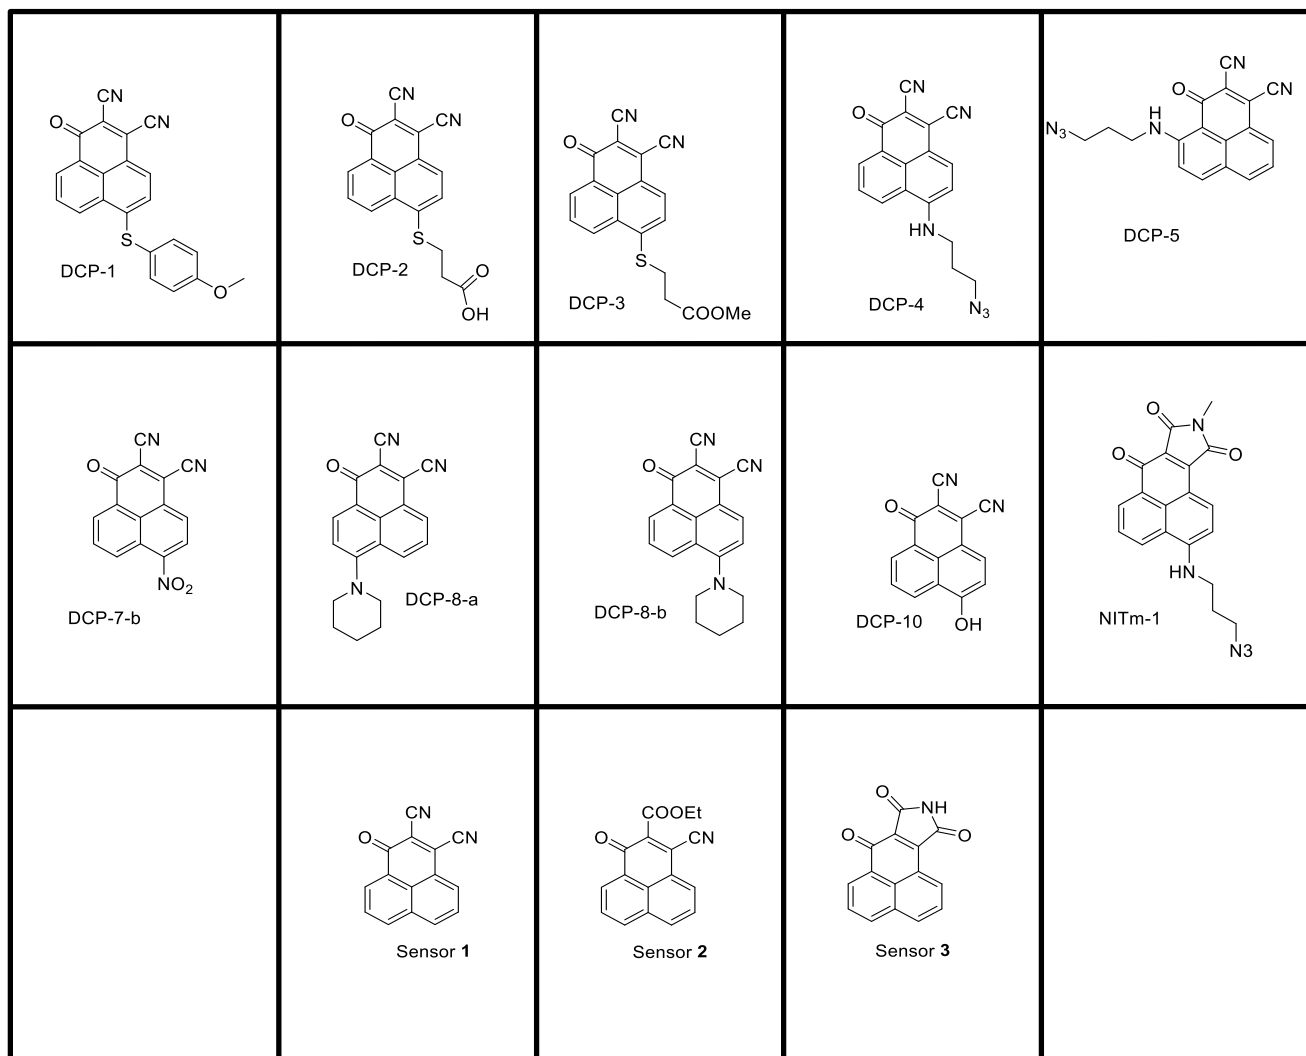 CN
O
CN
S
O
DCP-1
CN
O
CN
S
O
OH
DCP-2
CN
O
CN
S
COOMe
DCP-3
CN
O
CN
HN
N3
DCP-4
CN
O
CN
H
N
N3
DCP-5
CN
O
CN
NO2
DCP-7-b
CN
O
CN
N
DCP-8-a
CN
O
CN
N
DCP-8-b
CN
O
CN
OH
DCP-10
O
N
O
O
HN
N3
NITm-1
CN
O
CN
Sensor 1
COOEt
O
CN
Sensor 2
O
NH
O
O
Sensor 3